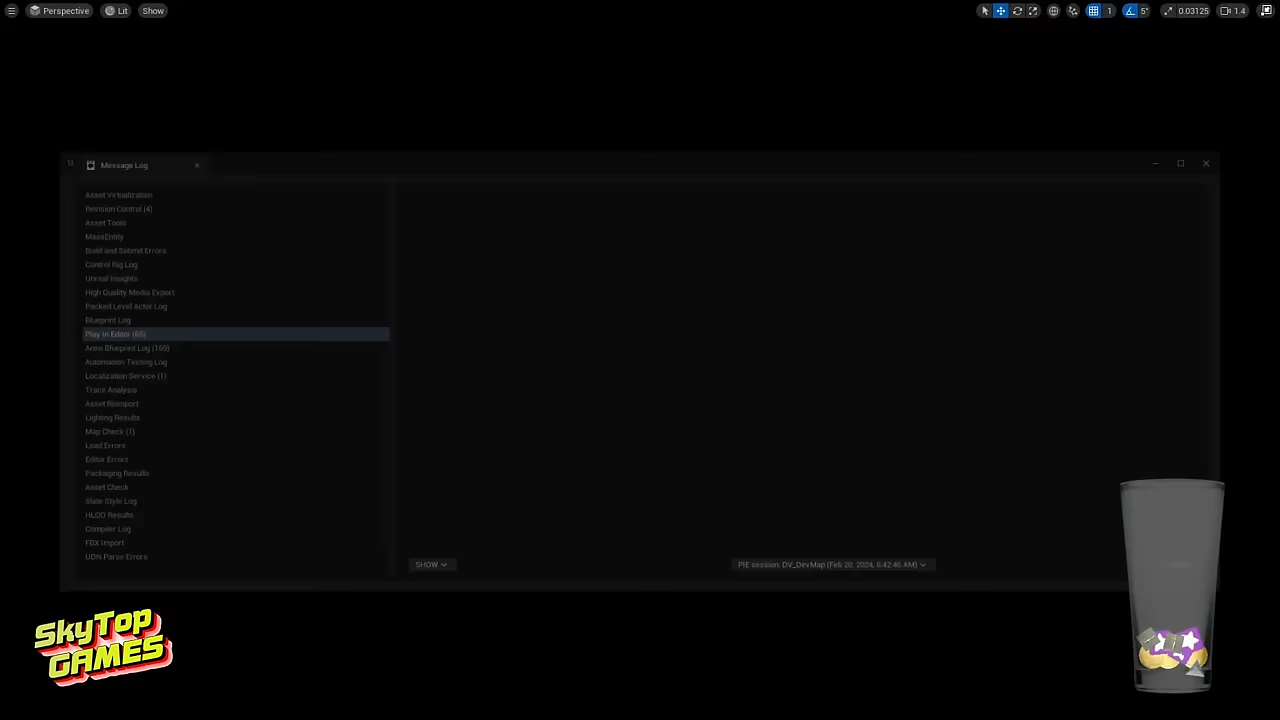 Perspective Lit Show 1 5° 0.03125 1.4
Message Log
Asset Virtualization
Revision Control (4)
Asset Tools
MassEntity
Build and Submit Errors
Control Rig Log
Unreal Insights
High Quality Media Export
Packed Level Actor Log
Blueprint Log
Play In Editor (65)
Anim Blueprint Log (165)
Automation Testing Log
Localization Service (1)
Trace Analysis
Asset Reimport
Lighting Results
Map Check (1)
Load Errors
Editor Errors
Packaging Results
Asset Check
Slate Style Log
HLOD Results
Compiler Log
FBX Import
UDN Parse Errors
SHOW
PIE session: DV_DevMap (Feb 20, 2024, 6:42:46 AM)
SkyTop
GAMES